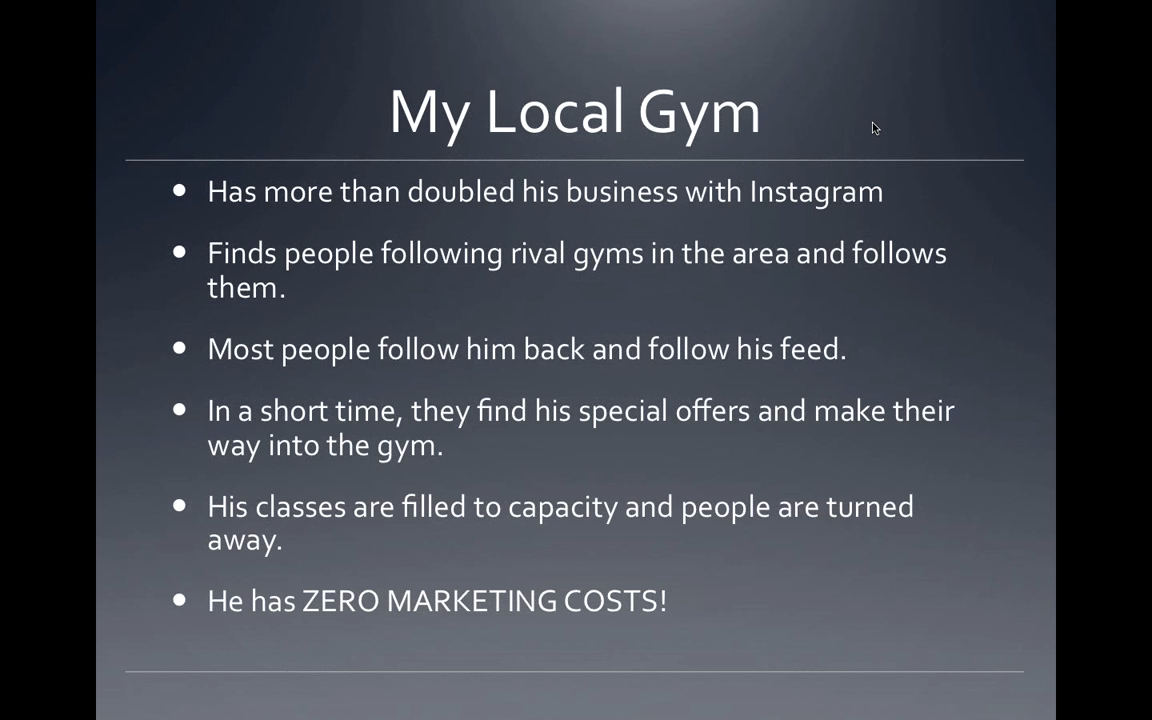 My Local Gym
• Has more than doubled his business with Instagram
• Finds people following rival gyms in the area and follows
them.
• Most people follow him back and follow his feed.
• In a short time, they find his special offers and make their
way into the gym.
• His classes are filled to capacity and people are turned
away.
• He has ZERO MARKETING COSTS!